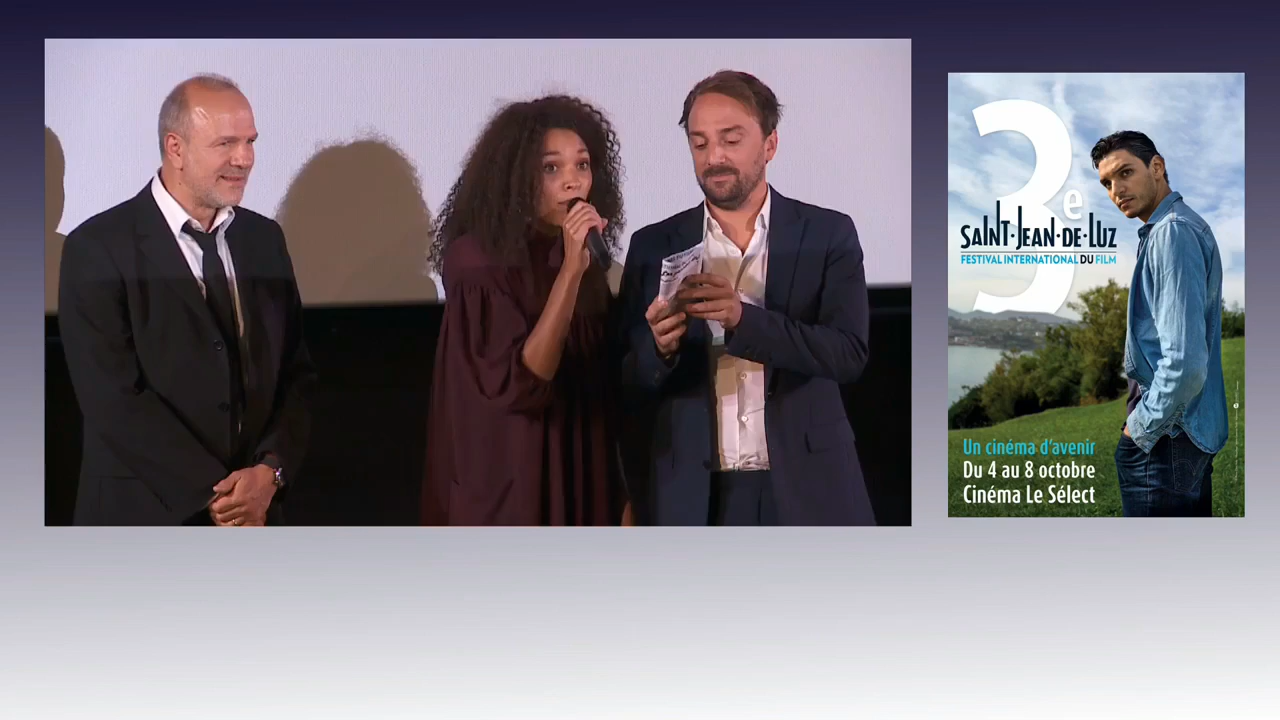 3e
SAINT·JEAN·DE·LUZ
FESTIVAL INTERNATIONAL DU FILM
Un cinéma d'avenir
Du 4 au 8 octobre
Cinéma Le Sélect